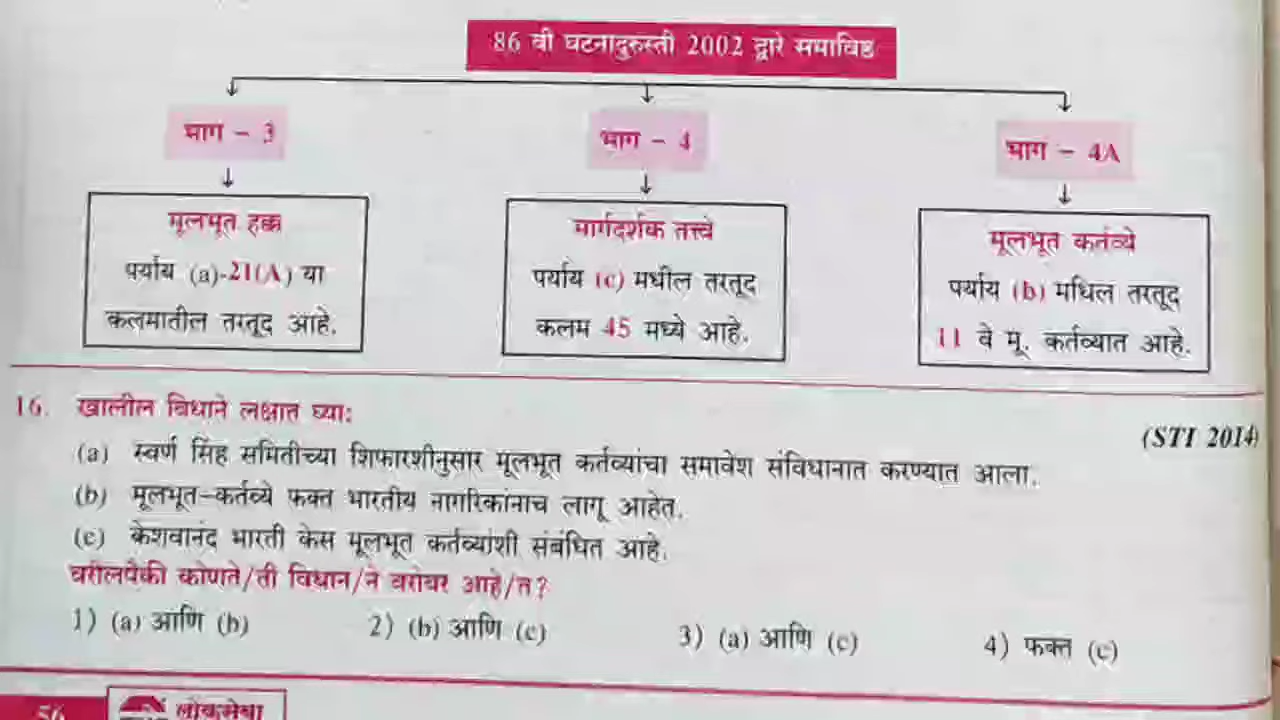 86 वी घटनादुरुस्ती 2002 द्वारे समाविष्ठ
भाग – 3
भाग – 4
भाग – 4A
मूलभूत हक्क
पर्याय (a)-21(A) या
कलमातील तरतूद आहे.
मार्गदर्शक तत्त्वे
पर्याय (c) मधील तरतूद
कलम 45 मध्ये आहे.
मूलभूत कर्तव्ये
पर्याय (b) मधिल तरतूद
11 वे मू. कर्तव्यात आहे.
16. खालील विधाने लक्षात घ्या:
(STI 2014)
(a) स्वर्ण सिंह समितीच्या शिफारशीनुसार मूलभूत कर्तव्यांचा समावेश संविधानात करण्यात आला.
(b) मूलभूत-कर्तव्ये फक्त भारतीय नागरिकांनाच लागू आहेत.
(c) केशवानंद भारती केस मूलभूत कर्तव्यांशी संबंधित आहे.
वरीलपैकी कोणते/ती विधान/ने बरोबर आहे/त?
1) (a) आणि (b) 2) (b) आणि (c) 3) (a) आणि (c) 4) फक्त (c)
56 लोकसेवा